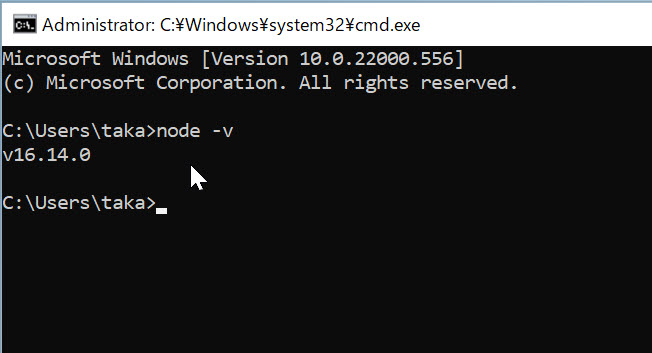 Administrator: C:¥Windows¥system32¥cmd.exe
Microsoft Windows [Version 10.0.22000.556]
(c) Microsoft Corporation. All rights reserved.
C:\Users\taka>node -v
v16.14.0
C:\Users\taka>